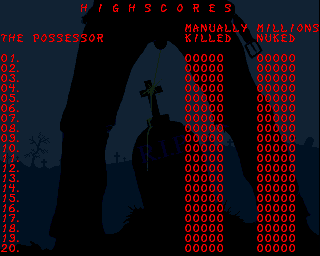 HIGHSCORES
MANUALLY MILLIONS
THE POSSESSOR KILLED NUKED
01. 00000 00000
02. 00000 00000
03. 00000 00000
04. 00000 00000
05. 00000 00000
06. 00000 00000
07. 00000 00000
08. 00000 00000
09. 00000 00000
10. 00000 00000
11. 00000 00000
12. 00000 00000
13. 00000 00000
14. 00000 00000
15. 00000 00000
16. 00000 00000
17. 00000 00000
18. 00000 00000
19. 00000 00000
20. 00000 00000
R.I.P